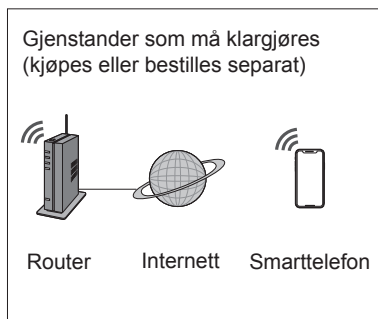 Gjenstander som må klargjøres
(kjøpes eller bestilles separat)
Router Internett Smarttelefon